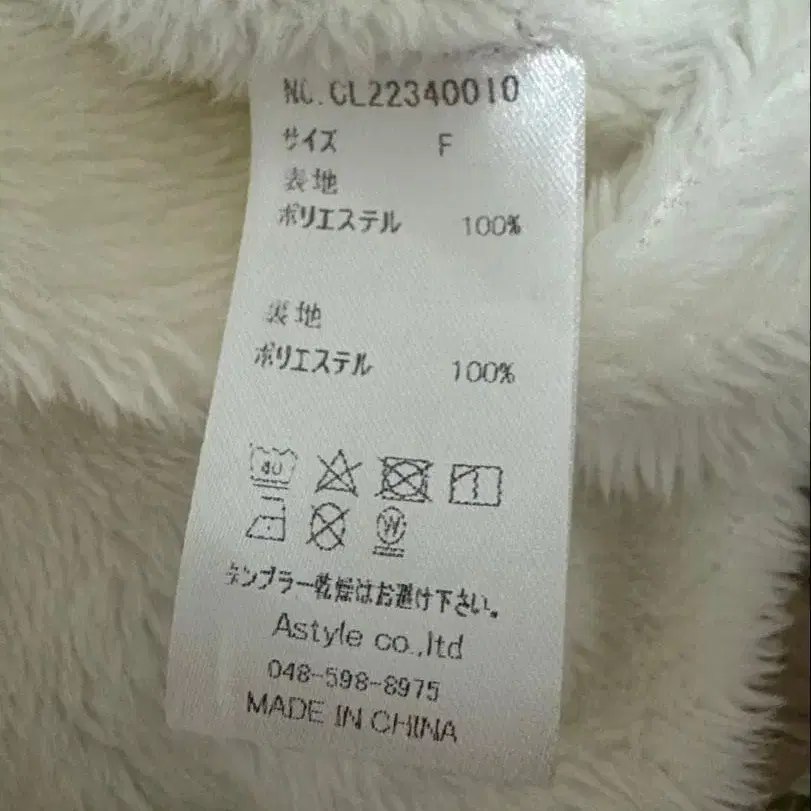 NO.CL22340010
サイズ F
表地
ポリエステル 100%
裏地
ポリエステル 100%
40
W
タンブラー乾燥はお避け下さい。
Astyle co.,ltd
048-598-8975
MADE IN CHINA